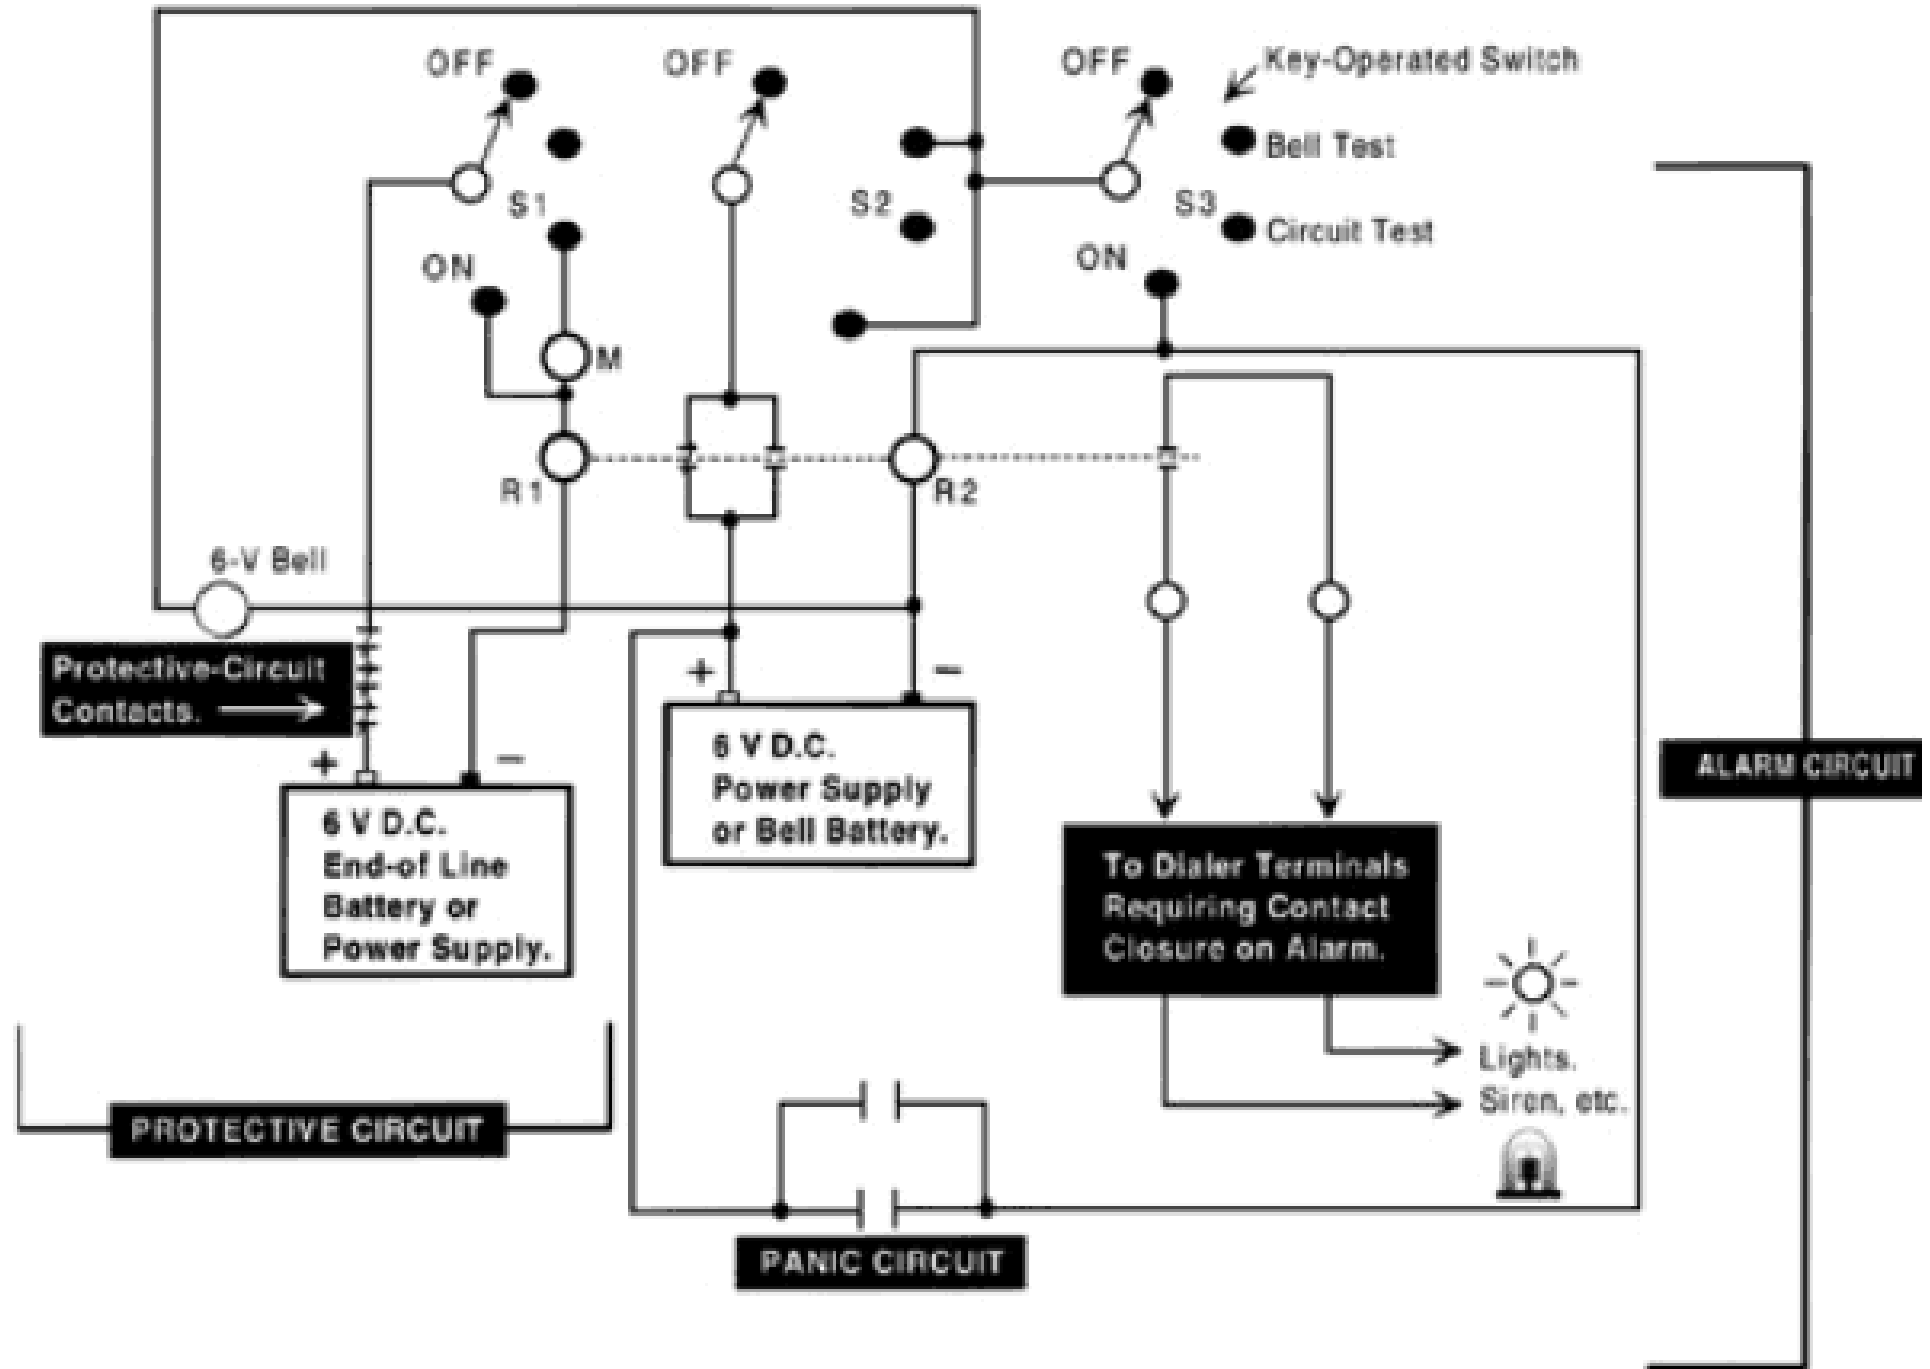 OFF
OFF
OFF
Key-Operated Switch
Bell Test
S1
S2
S3
Circuit Test
ON
ON
M
R1
R2
6-V Bell
Protective-Circuit
Contacts.
+
−
+
−
6 V D.C.
Power Supply
or Bell Battery.
ALARM CIRCUIT
6 V D.C.
End-of Line
Battery or
Power Supply.
To Dialer Terminals
Requiring Contact
Closure on Alarm.
Lights.
Siren, etc.
PROTECTIVE CIRCUIT
PANIC CIRCUIT